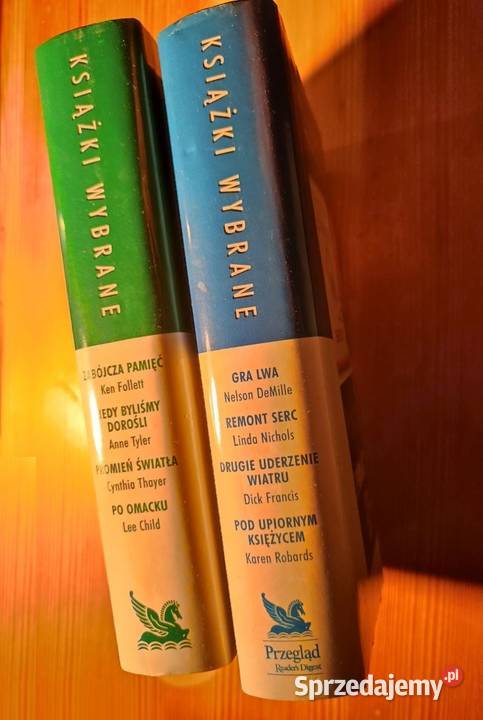 KSIĄŻKI WYBRANE
ZABÓJCZA PAMIĘĆ
Ken Follett
KIEDY BYLIŚMY
DOROŚLI
Anne Tyler
PROMIEŃ ŚWIATŁA
Cynthia Thayer
PO OMACKU
Lee Child
KSIĄŻKI WYBRANE
GRA LWA
Nelson DeMille
REMONT SERC
Linda Nichols
DRUGIE UDERZENIE
WIATRU
Dick Francis
POD UPIORNYM
KSIĘŻYCEM
Karen Robards
Przegląd
Reader's Digest
Sprzedajemy.pl